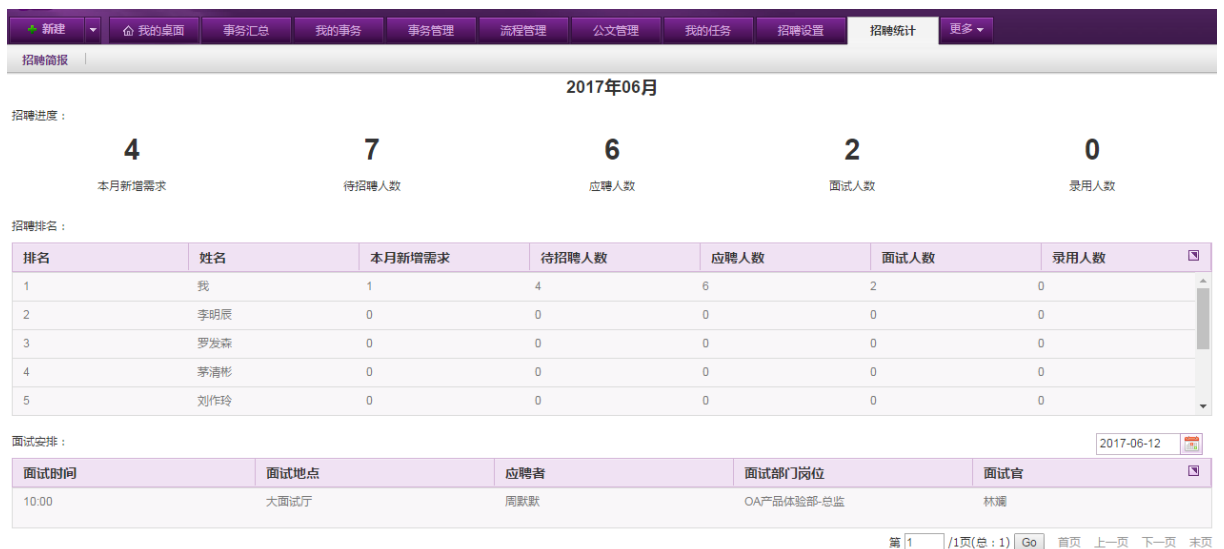 新建 我的桌面 事务汇总 我的事务 事务管理 流程管理 公文管理 我的任务 招聘设置 招聘统计 更多
招聘简报
2017年06月
招聘进度：
4 7 6 2 0
本月新增需求 待招聘人数 应聘人数 面试人数 录用人数
招聘排名：
排名 姓名 本月新增需求 待招聘人数 应聘人数 面试人数 录用人数
1 我 1 4 6 2 0
2 李明辰 0 0 0 0 0
3 罗发森 0 0 0 0 0
4 茅清彬 0 0 0 0 0
5 刘作玲 0 0 0 0 0
面试安排：
2017-06-12
面试时间 面试地点 应聘者 面试部门岗位 面试官
10:00 大面试厅 周默默 OA产品体验部-总监 林斓
第 1 /1页(总：1) Go 首页 上一页 下一页 末页